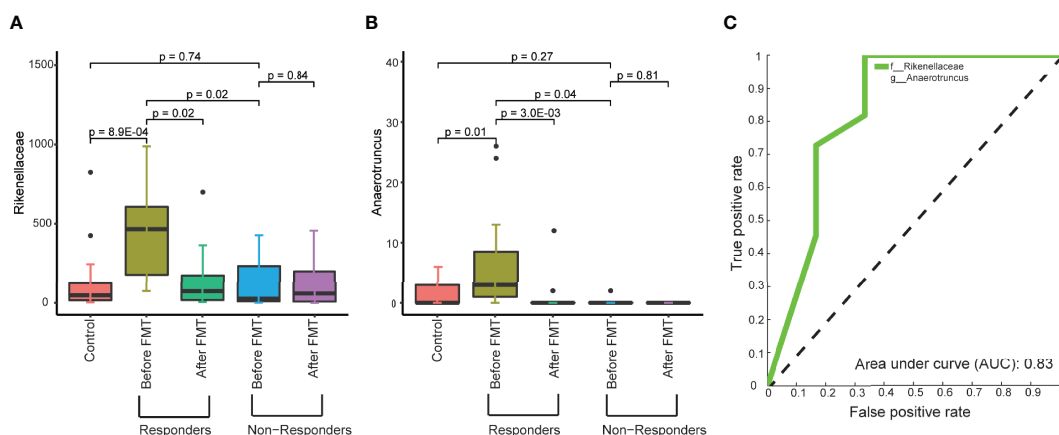 A
Rikenellaceae
1500
1000
500
0
p = 0.74
p = 0.84
p = 0.02
p = 0.02
p = 8.9E-04
Control
Before FMT
After FMT
Before FMT
After FMT
Responders
Non-Responders
B
Anaerotruncus
40
30
20
10
0
p = 0.27
p = 0.81
p = 0.04
p = 3.0E-03
p = 0.01
Control
Before FMT
After FMT
Before FMT
After FMT
Responders
Non-Responders
C
True positive rate
1
0.9
0.8
0.7
0.6
0.5
0.4
0.3
0.2
0.1
0
f__Rikenellaceae
g__Anaerotruncus
Area under curve (AUC): 0.83
0 0.1 0.2 0.3 0.4 0.5 0.6 0.7 0.8 0.9
False positive rate